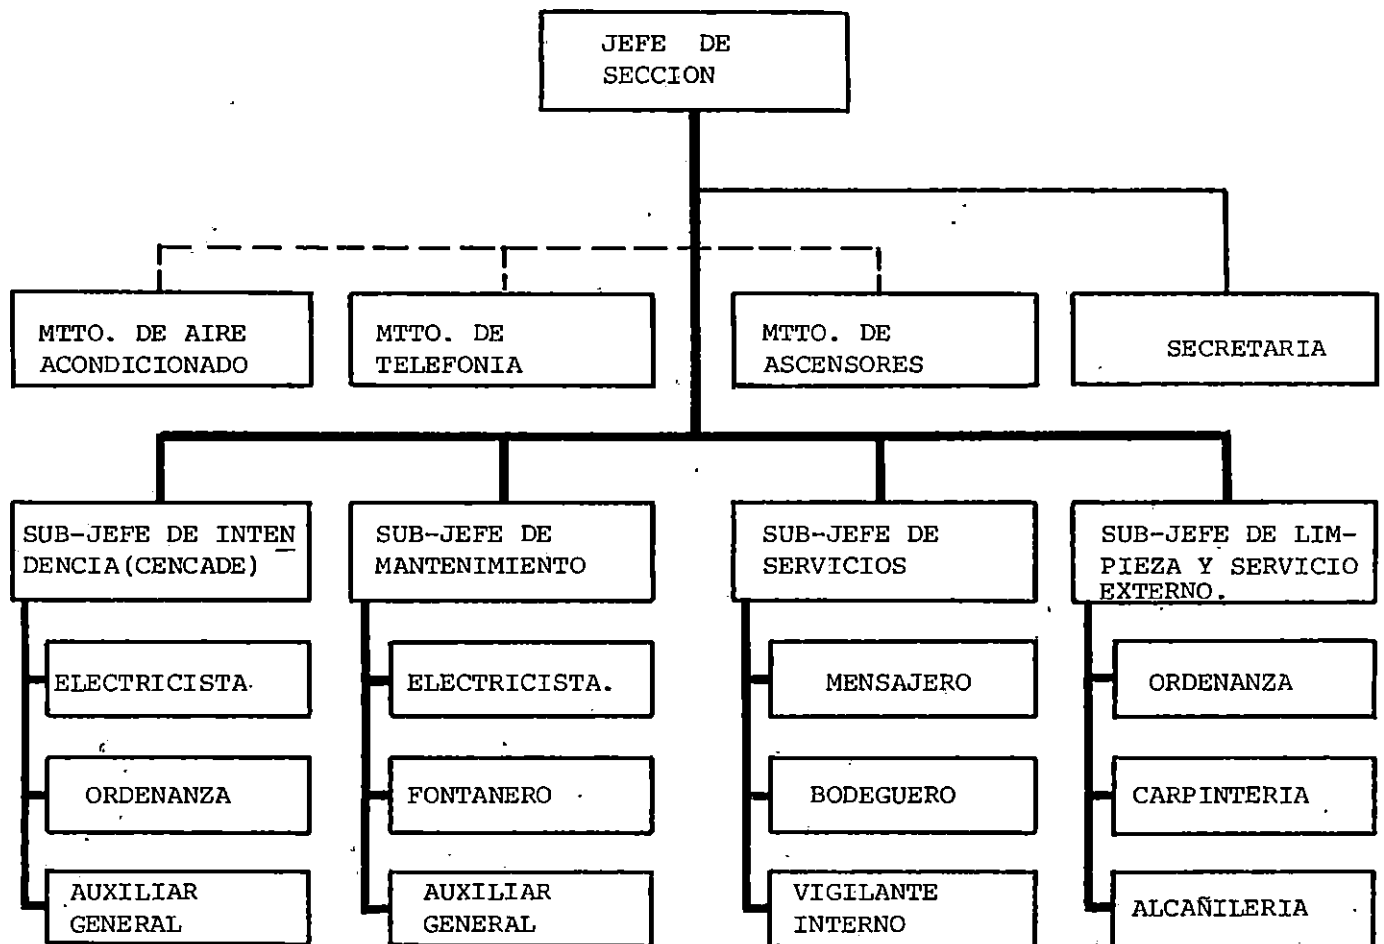 JEFE DE
SECCION
MTTO. DE AIRE
ACONDICIONADO
MTTO. DE
TELEFONIA
MTTO. DE
ASCENSORES
SECRETARIA
SUB-JEFE DE INTEN
DENCIA(CENCADE)
SUB-JEFE DE
MANTENIMIENTO
SUB-JEFE DE
SERVICIOS
SUB-JEFE DE LIM-
PIEZA Y SERVICIO
EXTERNO.
ELECTRICISTA
ELECTRICISTA.
MENSAJERO
ORDENANZA
ORDENANZA
FONTANERO
BODEGUERO
CARPINTERIA
AUXILIAR
GENERAL
AUXILIAR
GENERAL
VIGILANTE
INTERNO
ALCAÑILERIA